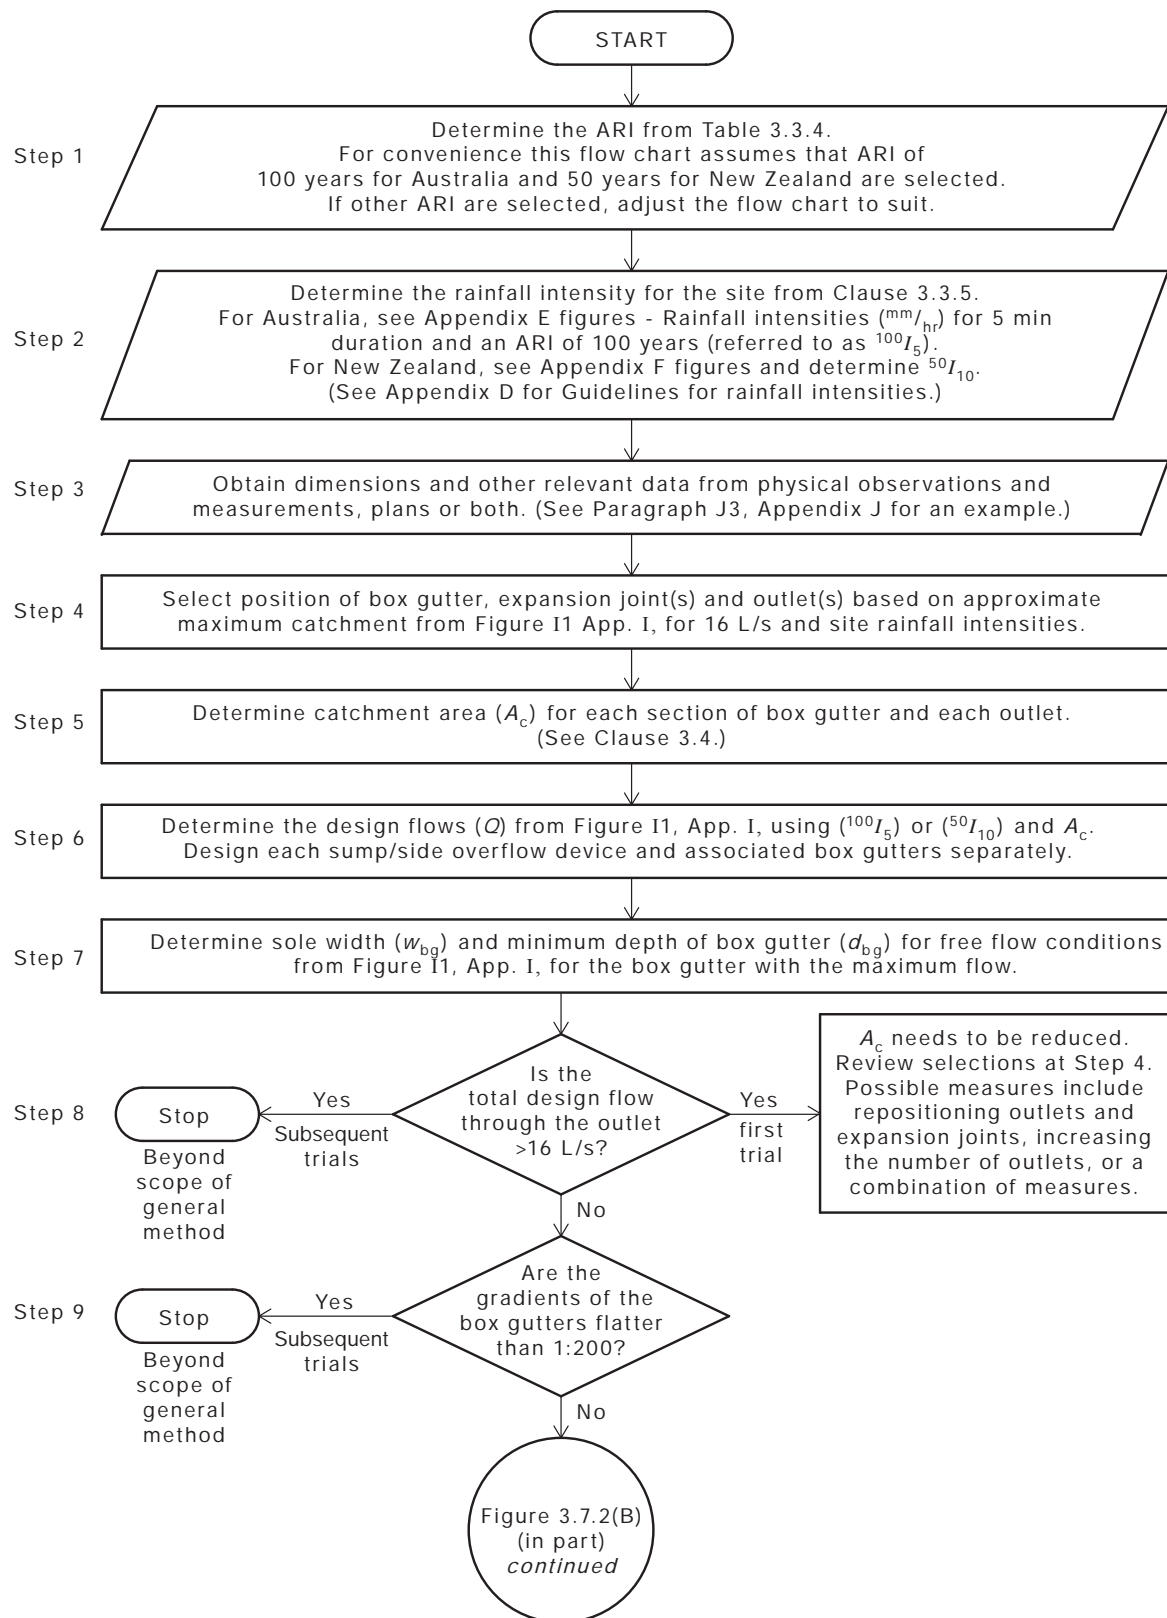 START
Step 1
Determine the ARI from Table 3.3.4.
For convenience this flow chart assumes that ARI of
100 years for Australia and 50 years for New Zealand are selected.
If other ARI are selected, adjust the flow chart to suit.
Step 2
Determine the rainfall intensity for the site from Clause 3.3.5.
For Australia, see Appendix E figures - Rainfall intensities (mm/hr) for 5 min
duration and an ARI of 100 years (referred to as 100I5).
For New Zealand, see Appendix F figures and determine 50I10.
(See Appendix D for Guidelines for rainfall intensities.)
Step 3
Obtain dimensions and other relevant data from physical observations and
measurements, plans or both. (See Paragraph J3, Appendix J for an example.)
Step 4
Select position of box gutter, expansion joint(s) and outlet(s) based on approximate
maximum catchment from Figure I1 App. I, for 16 L/s and site rainfall intensities.
Step 5
Determine catchment area (Ac) for each section of box gutter and each outlet.
(See Clause 3.4.)
Step 6
Determine the design flows (Q) from Figure I1, App. I, using (100I5) or (50I10) and Ac.
Design each sump/side overflow device and associated box gutters separately.
Step 7
Determine sole width (wbg) and minimum depth of box gutter (dbg) for free flow conditions
from Figure I1, App. I, for the box gutter with the maximum flow.
Step 8
Stop
Beyond
scope of
general
method
Yes
Subsequent
trials
Is the
total design flow
through the outlet
>16 L/s?
Yes
first
trial
Ac needs to be reduced.
Review selections at Step 4.
Possible measures include
repositioning outlets and
expansion joints, increasing
the number of outlets, or a
combination of measures.
No
Step 9
Stop
Beyond
scope of
general
method
Yes
Subsequent
trials
Are the
gradients of the
box gutters flatter
than 1:200?
No
Figure 3.7.2(B)
(in part)
continued